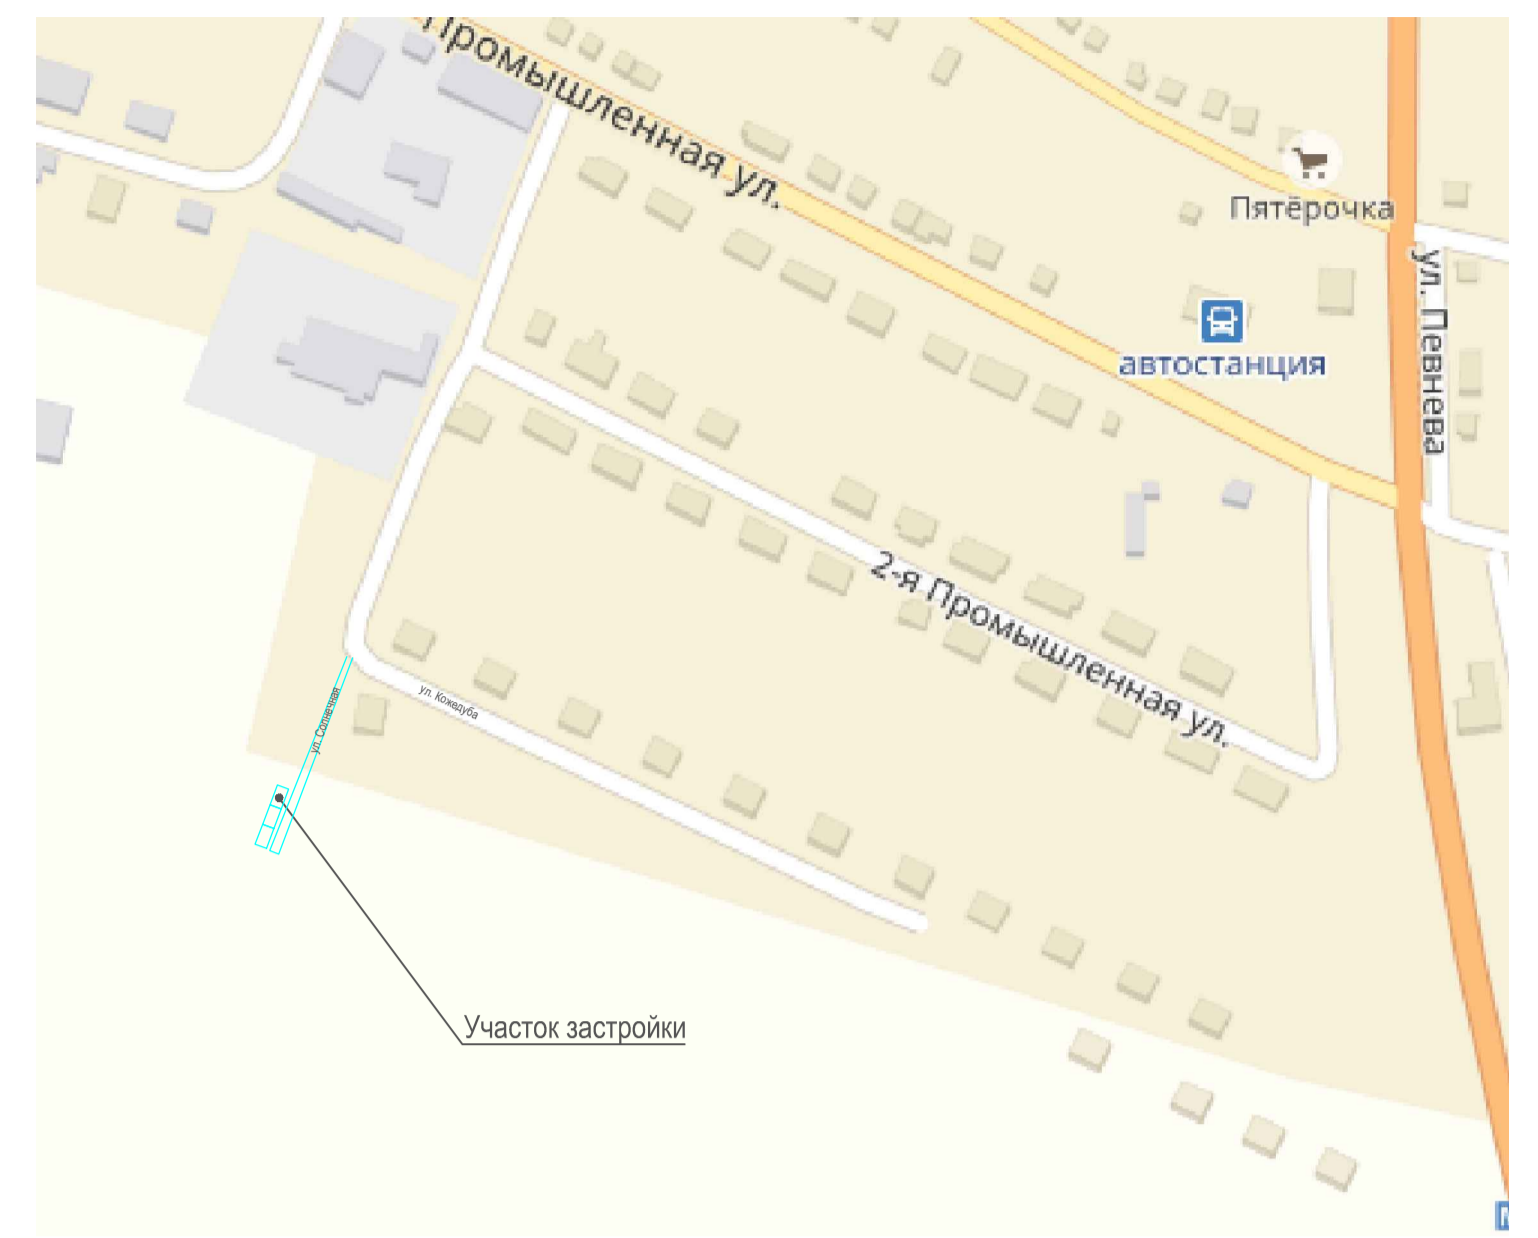 Промышленная ул.
Пятёрочка
ул. Певнева
автостанция
2-я Промышленная ул.
ул. Солнечная
ул. Кожедуба
Участок застройки